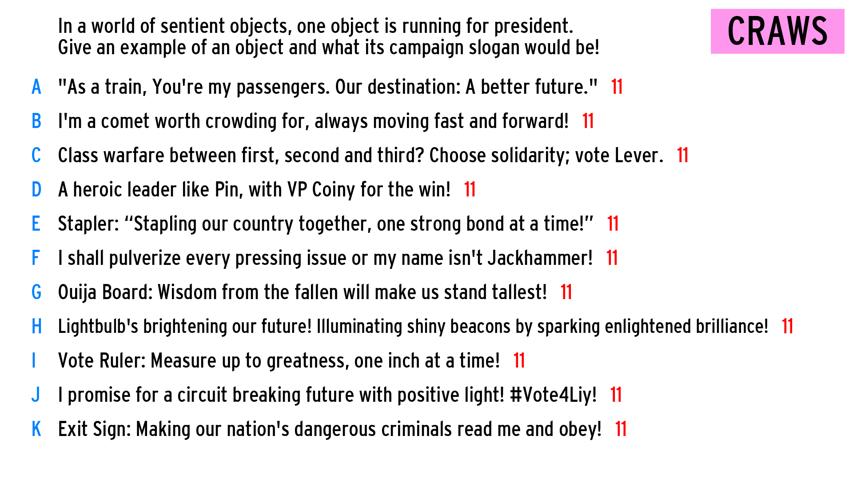 In a world of sentient objects, one object is running for president.
Give an example of an object and what its campaign slogan would be!
CRAWS
A "As a train, You're my passengers. Our destination: A better future." 11
B I'm a comet worth crowding for, always moving fast and forward! 11
C Class warfare between first, second and third? Choose solidarity; vote Lever. 11
D A heroic leader like Pin, with VP Coiny for the win! 11
E Stapler: “Stapling our country together, one strong bond at a time!” 11
F I shall pulverize every pressing issue or my name isn't Jackhammer! 11
G Ouija Board: Wisdom from the fallen will make us stand tallest! 11
H Lightbulb's brightening our future! Illuminating shiny beacons by sparking enlightened brilliance! 11
I Vote Ruler: Measure up to greatness, one inch at a time! 11
J I promise for a circuit breaking future with positive light! #Vote4Liy! 11
K Exit Sign: Making our nation's dangerous criminals read me and obey! 11